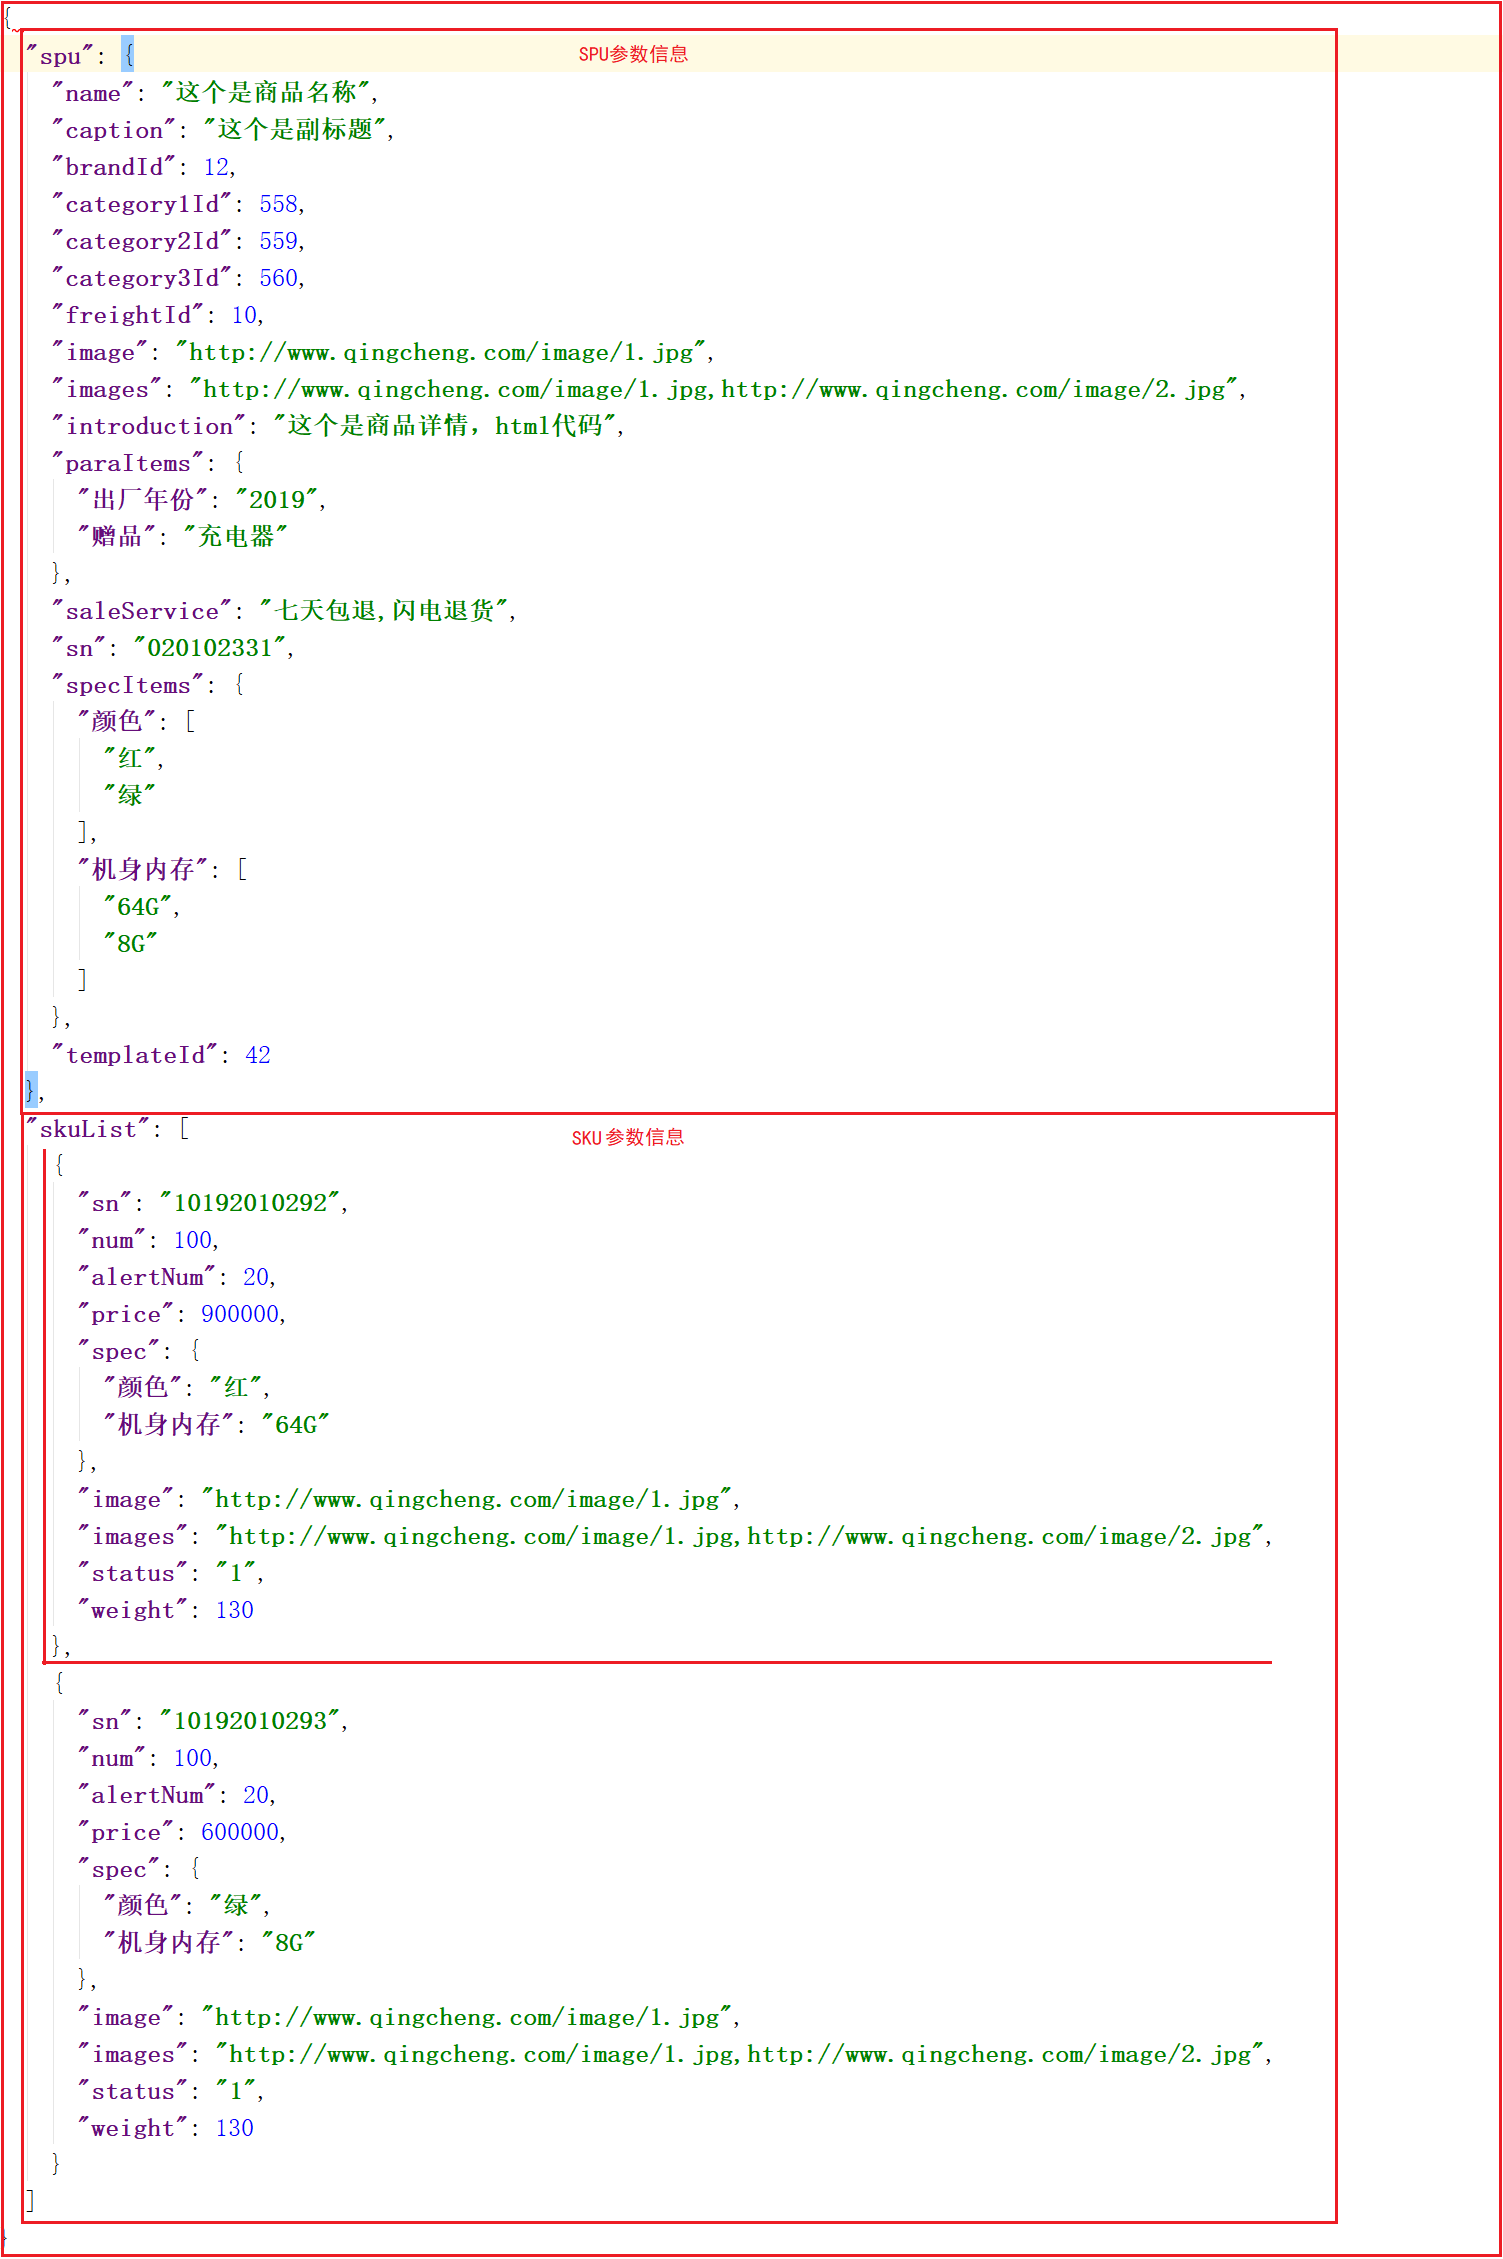 {
"spu": { SPU参数信息
"name": "这个是商品名称",
"caption": "这个是副标题",
"brandId": 12,
"category1Id": 558,
"category2Id": 559,
"category3Id": 560,
"freightId": 10,
"image": "http://www.qingcheng.com/image/1.jpg",
"images": "http://www.qingcheng.com/image/1.jpg,http://www.qingcheng.com/image/2.jpg",
"introduction": "这个是商品详情，html代码",
"paraItems": {
"出厂年份": "2019",
"赠品": "充电器"
},
"saleService": "七天包退,闪电退货",
"sn": "020102331",
"specItems": {
"颜色": [
"红",
"绿"
],
"机身内存": [
"64G",
"8G"
]
},
"templateId": 42
},
"skuList": [ SKU参数信息
{
"sn": "10192010292",
"num": 100,
"alertNum": 20,
"price": 900000,
"spec": {
"颜色": "红",
"机身内存": "64G"
},
"image": "http://www.qingcheng.com/image/1.jpg",
"images": "http://www.qingcheng.com/image/1.jpg,http://www.qingcheng.com/image/2.jpg",
"status": "1",
"weight": 130
},
{
"sn": "10192010293",
"num": 100,
"alertNum": 20,
"price": 600000,
"spec": {
"颜色": "绿",
"机身内存": "8G"
},
"image": "http://www.qingcheng.com/image/1.jpg",
"images": "http://www.qingcheng.com/image/1.jpg,http://www.qingcheng.com/image/2.jpg",
"status": "1",
"weight": 130
}
]
}